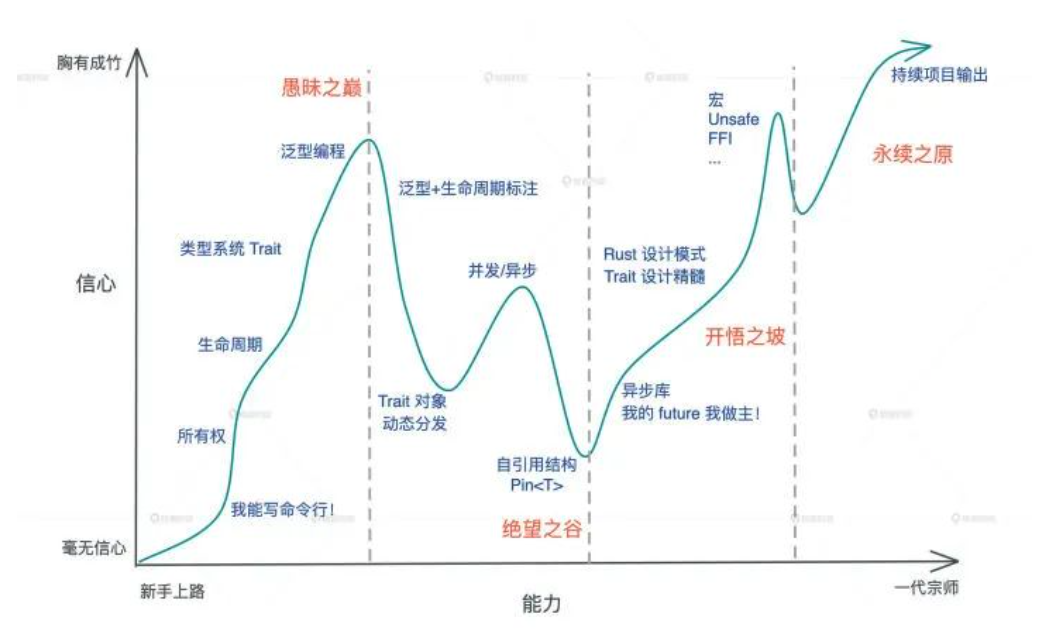 胸有成竹
持续项目输出
愚昧之巅
宏
Unsafe
FFI
...
泛型编程
永续之原
泛型+生命周期标注
类型系统 Trait
Rust 设计模式
Trait 设计精髓
并发/异步
信心
开悟之坡
生命周期
异步库
我的 future 我做主！
Trait 对象
动态分发
所有权
自引用结构
Pin<T>
我能写命令行！
绝望之谷
毫无信心
新手上路
能力
一代宗师